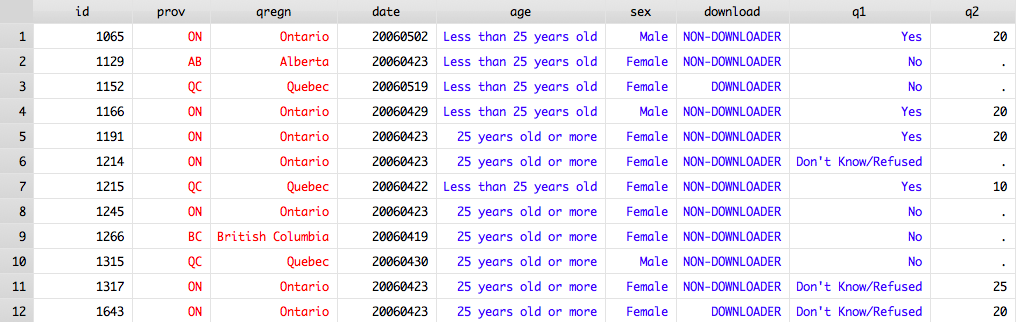 id prov qregn date age sex download q1 q2
1 1065 ON Ontario 20060502 Less than 25 years old Male NON-DOWNLOADER Yes 20
2 1129 AB Alberta 20060423 Less than 25 years old Female NON-DOWNLOADER No .
3 1152 QC Quebec 20060519 Less than 25 years old Female DOWNLOADER No .
4 1166 ON Ontario 20060429 Less than 25 years old Male NON-DOWNLOADER Yes 20
5 1191 ON Ontario 20060423 25 years old or more Female NON-DOWNLOADER Yes 20
6 1214 ON Ontario 20060423 25 years old or more Female NON-DOWNLOADER Don't Know/Refused .
7 1215 QC Quebec 20060422 Less than 25 years old Female NON-DOWNLOADER Yes 10
8 1245 ON Ontario 20060423 25 years old or more Female NON-DOWNLOADER No .
9 1266 BC British Columbia 20060419 25 years old or more Female NON-DOWNLOADER No .
10 1315 QC Quebec 20060430 25 years old or more Male NON-DOWNLOADER No .
11 1317 ON Ontario 20060423 25 years old or more Female NON-DOWNLOADER Don't Know/Refused 25
12 1643 ON Ontario 20060423 25 years old or more Female DOWNLOADER Don't Know/Refused 20